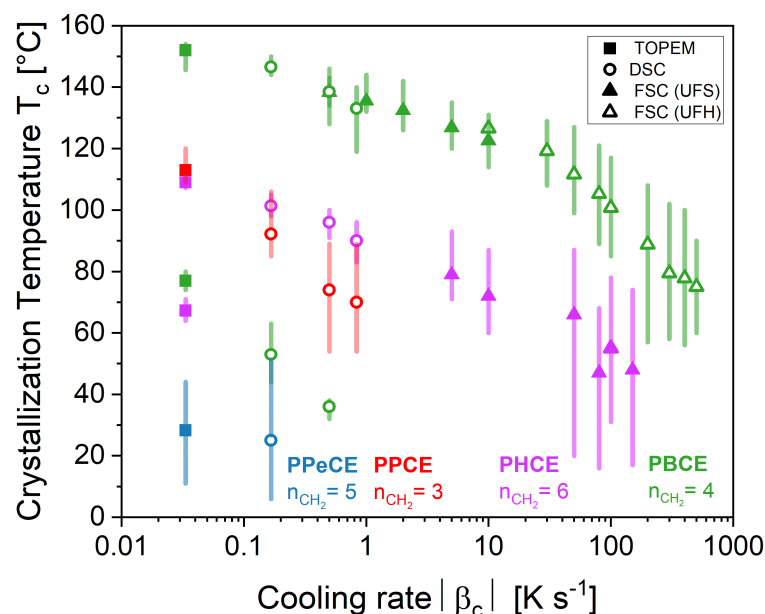 160
140
120
100
80
60
40
20
0
Crystallization Temperature T_c [°C]
TOPEM
DSC
FSC (UFS)
FSC (UFH)
PPeCE PPCE PHCE PBCE
n_CH₂= 5 n_CH₂= 3 n_CH₂= 6 n_CH₂= 4
0.01 0.1 1 10 100 1000
Cooling rate |β_c| [K s⁻¹]